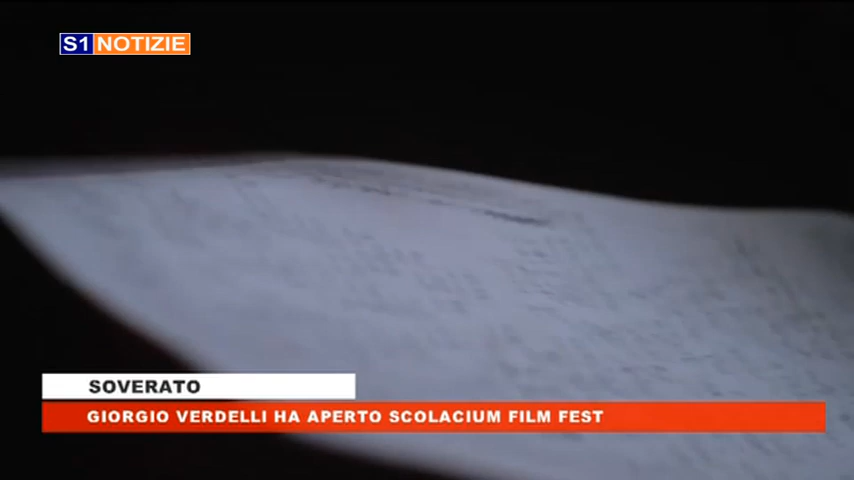 S1 NOTIZIE
SOVERATO
GIORGIO VERDELLI HA APERTO SCOLACIUM FILM FEST